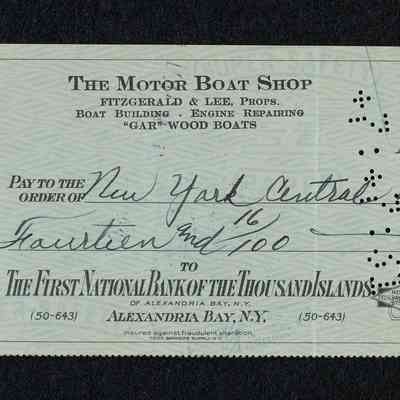 THE MOTOR BOAT SHOP
FITZGERALD & LEE, PROPS.
BOAT BUILDING . ENGINE REPAIRING
"GAR" WOOD BOATS
PAY TO THE
ORDER OF New York Central
Fourteen And 16/100
TO
THE FIRST NATIONAL BANK OF THE THOUSAND ISLANDS
OF ALEXANDRIA BAY, N.Y.
(50-643) ALEXANDRIA BAY, N.Y. (50-643)
insured against fraudulent alteration